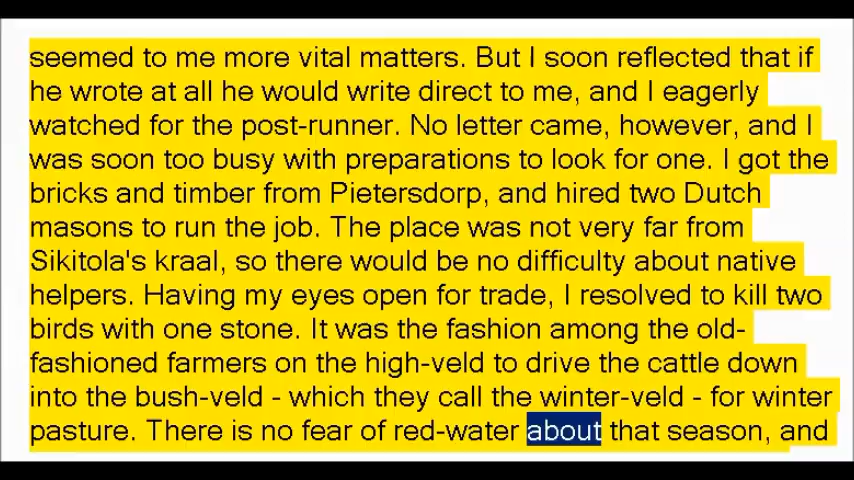 seemed to me more vital matters. But I soon reflected that if
he wrote at all he would write direct to me, and I eagerly
watched for the post-runner. No letter came, however, and I
was soon too busy with preparations to look for one. I got the
bricks and timber from Pietersdorp, and hired two Dutch
masons to run the job. The place was not very far from
Sikitola's kraal, so there would be no difficulty about native
helpers. Having my eyes open for trade, I resolved to kill two
birds with one stone. It was the fashion among the old-
fashioned farmers on the high-veld to drive the cattle down
into the bush-veld - which they call the winter-veld - for winter
pasture. There is no fear of red-water about that season, and